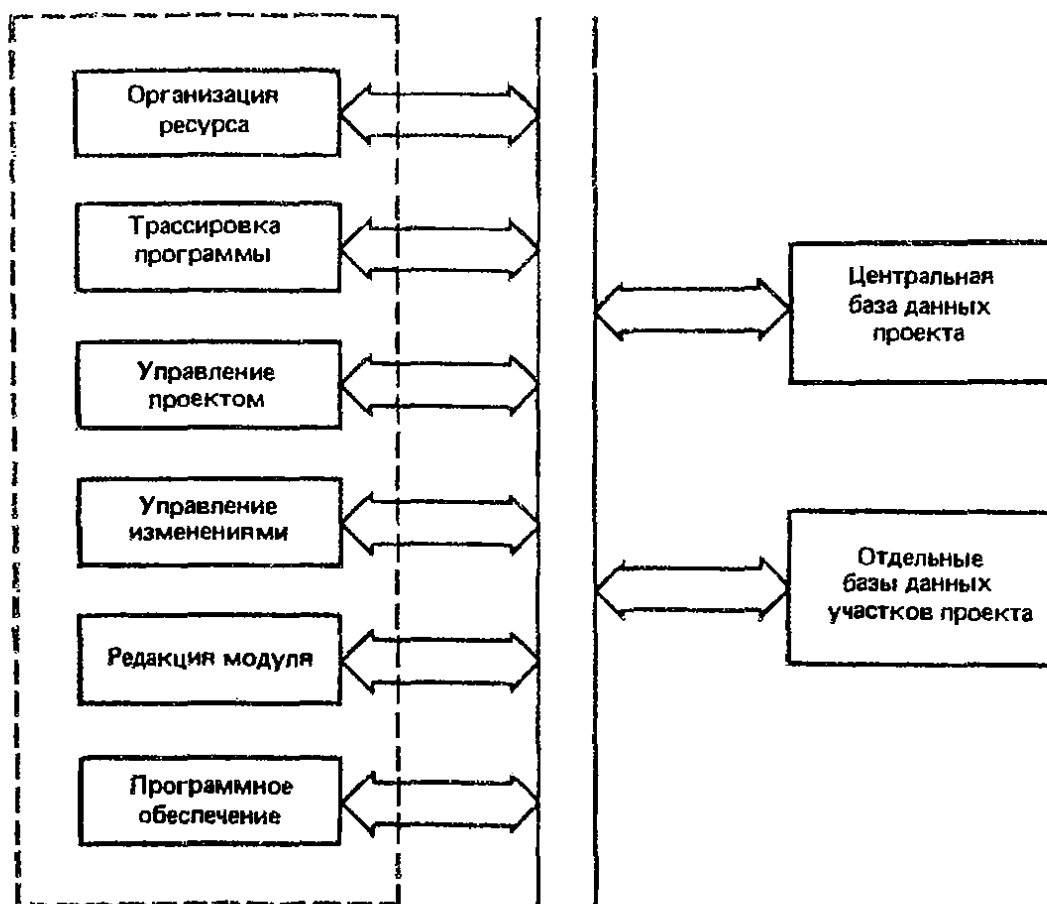 Организация
ресурса
Трассировка
программы
Управление
проектом
Управление
изменениями
Редакция модуля
Программное
обеспечение
Центральная
база данных
проекта
Отдельные
базы данных
участков проекта